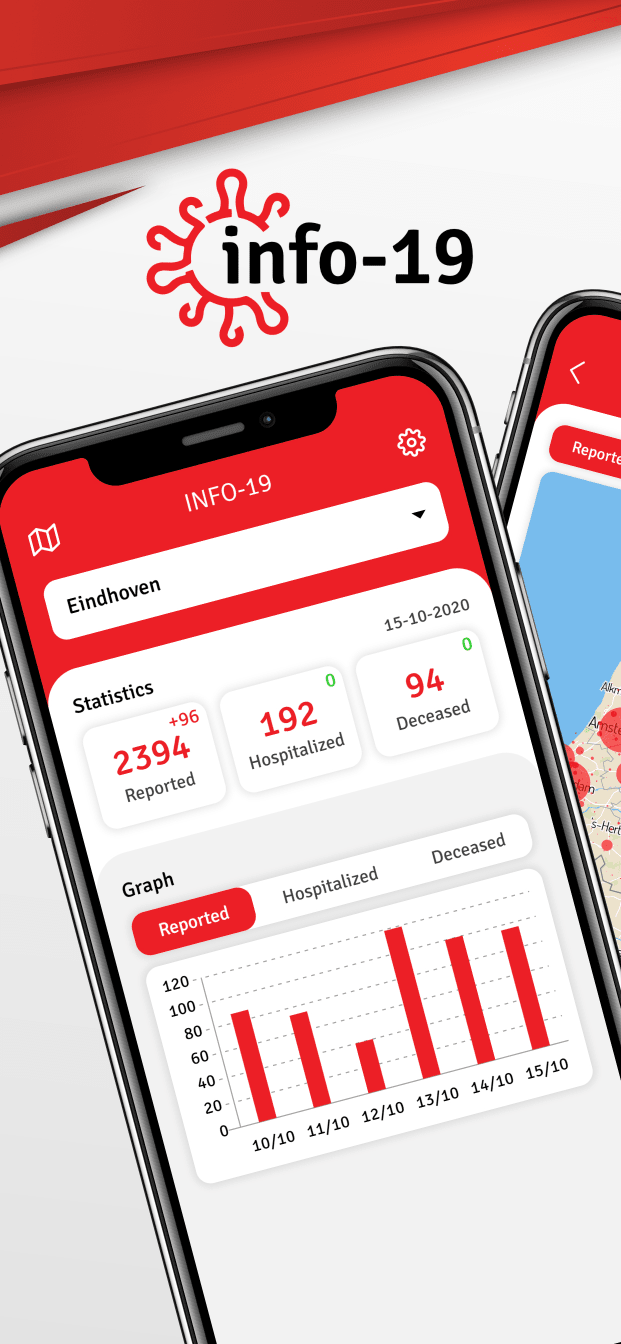 info-19
INFO-19
Eindhoven
15-10-2020
Statistics
+96
2394
Reported
0
192
Hospitalized
0
94
Deceased
Graph
Reported
Hospitalized
Deceased
120
100
80
60
40
20
0
10/10
11/10
12/10
13/10
14/10
15/10
Reporte
Alkm
Amste
dam
s-Herto